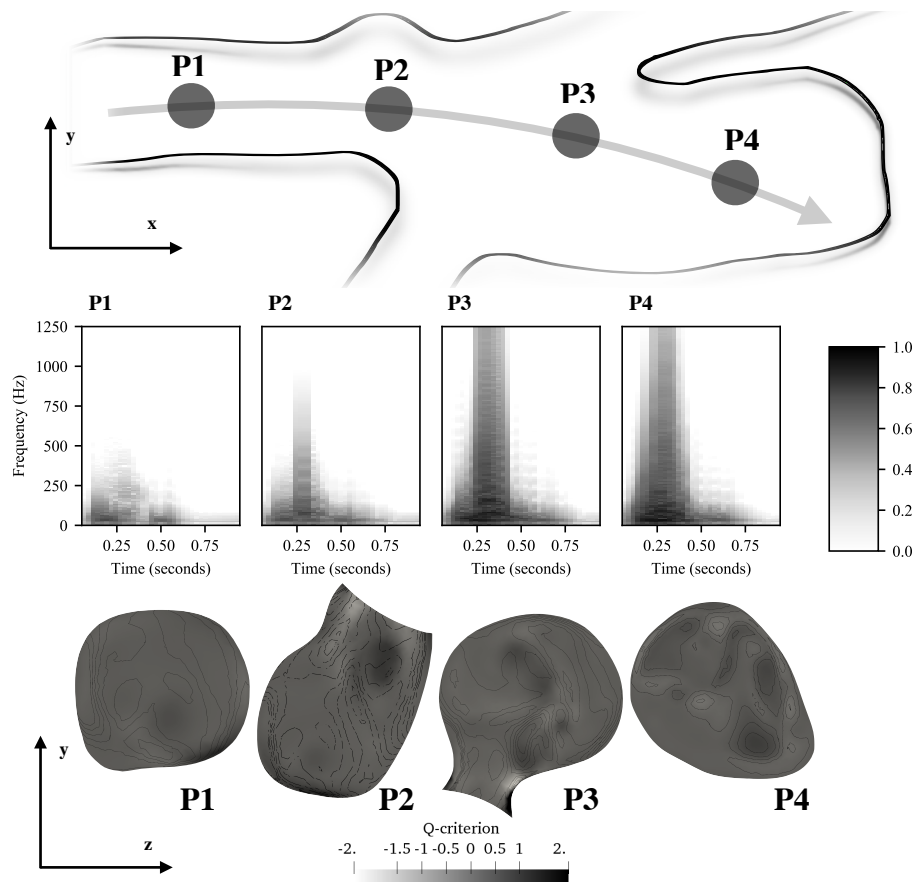 P1
P2
P3
P4
y
x
P1 P2 P3 P4
1250
1000
750
500
250
0
Frequency (Hz)
0.25 0.50 0.75
0.25 0.50 0.75
0.25 0.50 0.75
0.25 0.50 0.75
Time (seconds)
Time (seconds)
Time (seconds)
Time (seconds)
1.0
0.8
0.6
0.4
0.2
0.0
y
z
P1 P2 P3 P4
Q-criterion
-2. -1.5 -1 -0.5 0 0.5 1 2.